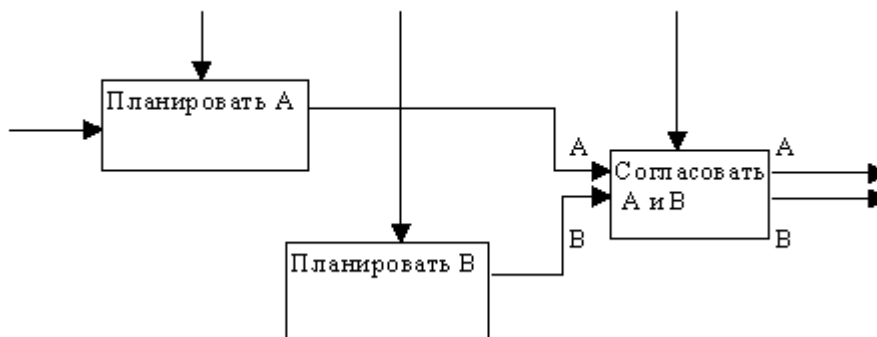 Планировать А
А
Согласовать
А и В
А
В
В
Планировать В